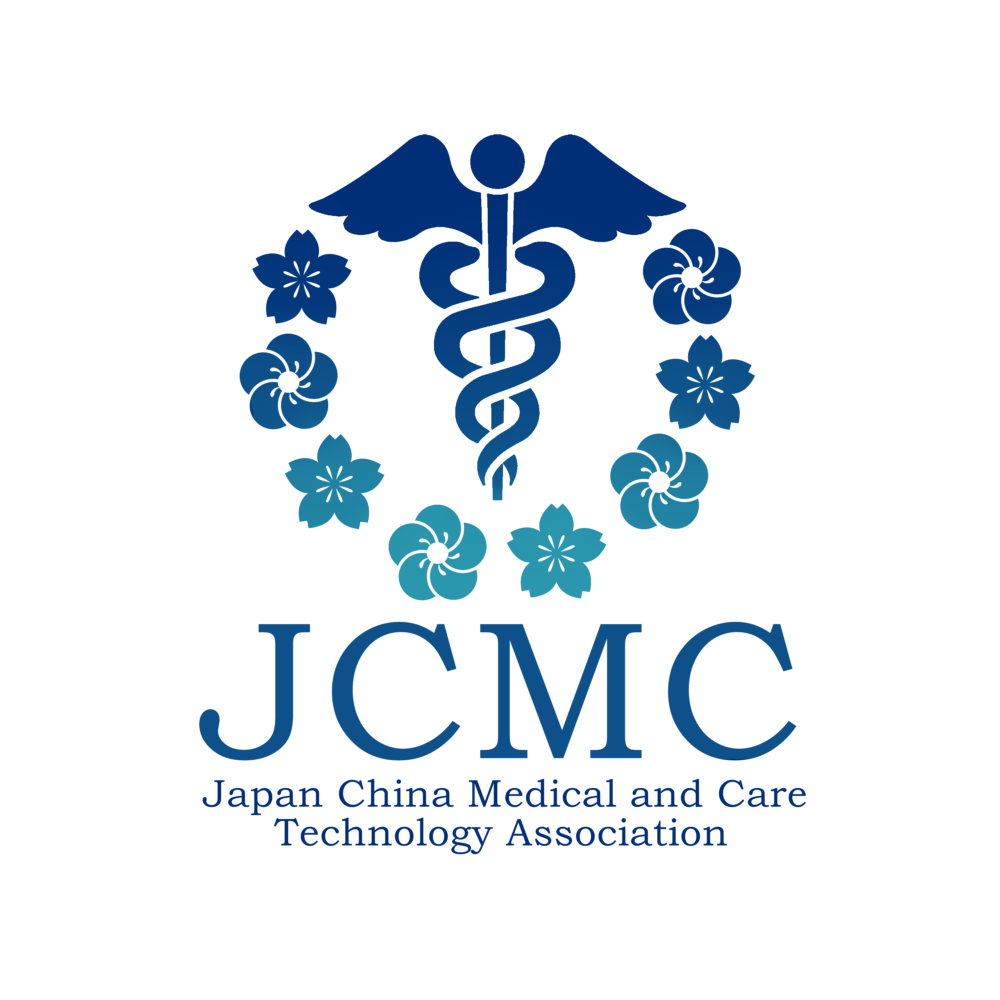 JCMC
Japan China Medical and Care
Technology Association